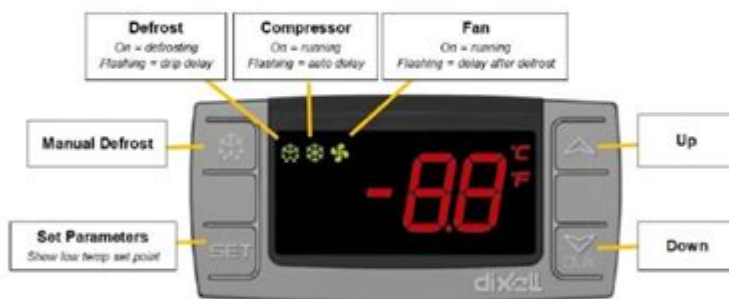 Defrost
On = defrosting
Flashing = drip delay
Compressor
On = running
Flashing = auto delay
Fan
On = running
Flashing = delay after defrost
Manual Defrost
Up
-8.8
°C
°F
Set Parameters
Show low temp set point
SET
Down
dixell